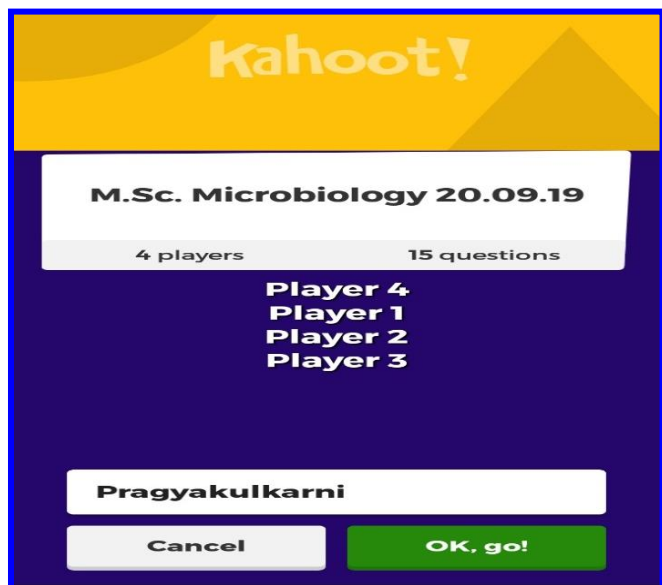 Kahoot!
M.Sc. Microbiology 20.09.19
4 players 15 questions
Player 4
Player 1
Player 2
Player 3
Pragyakulkarni
Cancel OK, go!